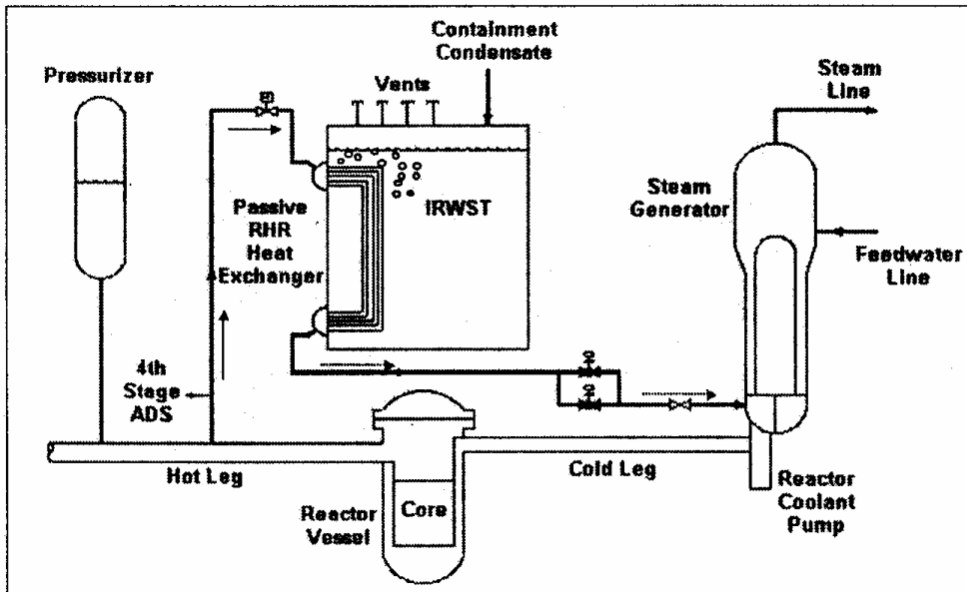 Containment
Condensate
Pressurizer
Vents
Steam
Line
Passive
RHR
Heat
Exchanger
IRWST
Steam
Generator
Feedwater
Line
4th
Stage
ADS
Hot Leg
Reactor
Vessel
Core
Cold Leg
Reactor
Coolant
Pump